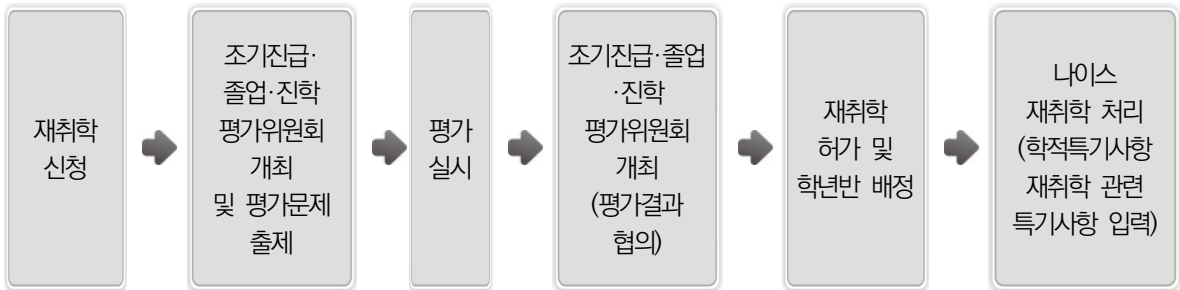 재취학
신청
조기진급·
졸업·진학
평가위원회
개최
및 평가문제
출제
평가
실시
조기진급·졸업
·진학
평가위원회
개최
(평가결과
협의)
재취학
허가 및
학년반 배정
나이스
재취학 처리
(학적특기사항
재취학 관련
특기사항 입력)